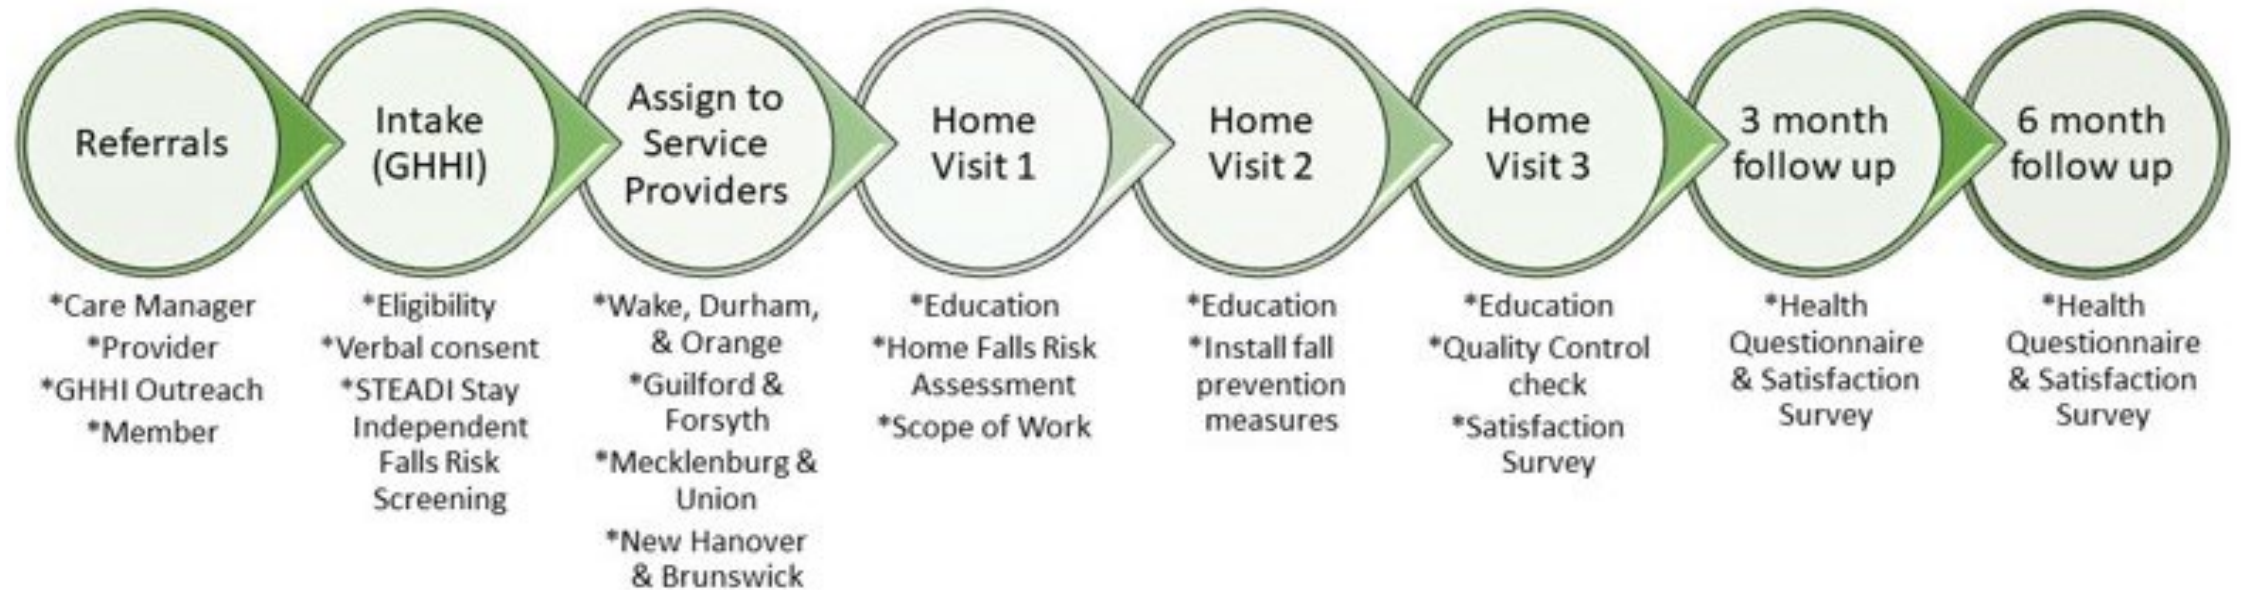 Referrals
*Care Manager
*Provider
*GHHI Outreach
*Member
Intake
(GHHI)
*Eligibility
*Verbal consent
*STEADI Stay
Independent
Falls Risk
Screening
Assign to
Service
Providers
*Wake, Durham,
& Orange
*Guilford &
Forsyth
*Mecklenburg &
Union
*New Hanover
& Brunswick
Home
Visit 1
*Education
*Home Falls Risk
Assessment
*Scope of Work
Home
Visit 2
*Education
*Install fall
prevention
measures
Home
Visit 3
*Education
*Quality Control
check
*Satisfaction
Survey
3 month
follow up
*Health
Questionnaire
& Satisfaction
Survey
6 month
follow up
*Health
Questionnaire
& Satisfaction
Survey